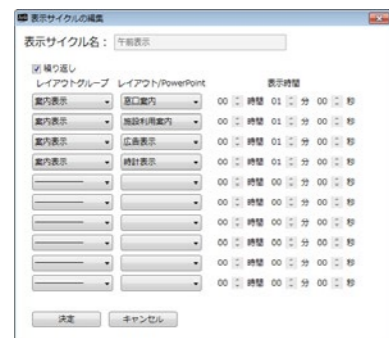 表示サイクルの編集
表示サイクル名： 午前表示
繰り返し
レイアウトグループ レイアウト/PowerPoint 表示時間
案内表示 窓口案内 00 時間 01 分 00 秒
案内表示 施設利用案内 00 時間 01 分 00 秒
案内表示 広告表示 00 時間 01 分 00 秒
案内表示 時計表示 00 時間 01 分 00 秒
00 時間 00 分 00 秒
00 時間 00 分 00 秒
00 時間 00 分 00 秒
00 時間 00 分 00 秒
00 時間 00 分 00 秒
00 時間 00 分 00 秒
決定 キャンセル